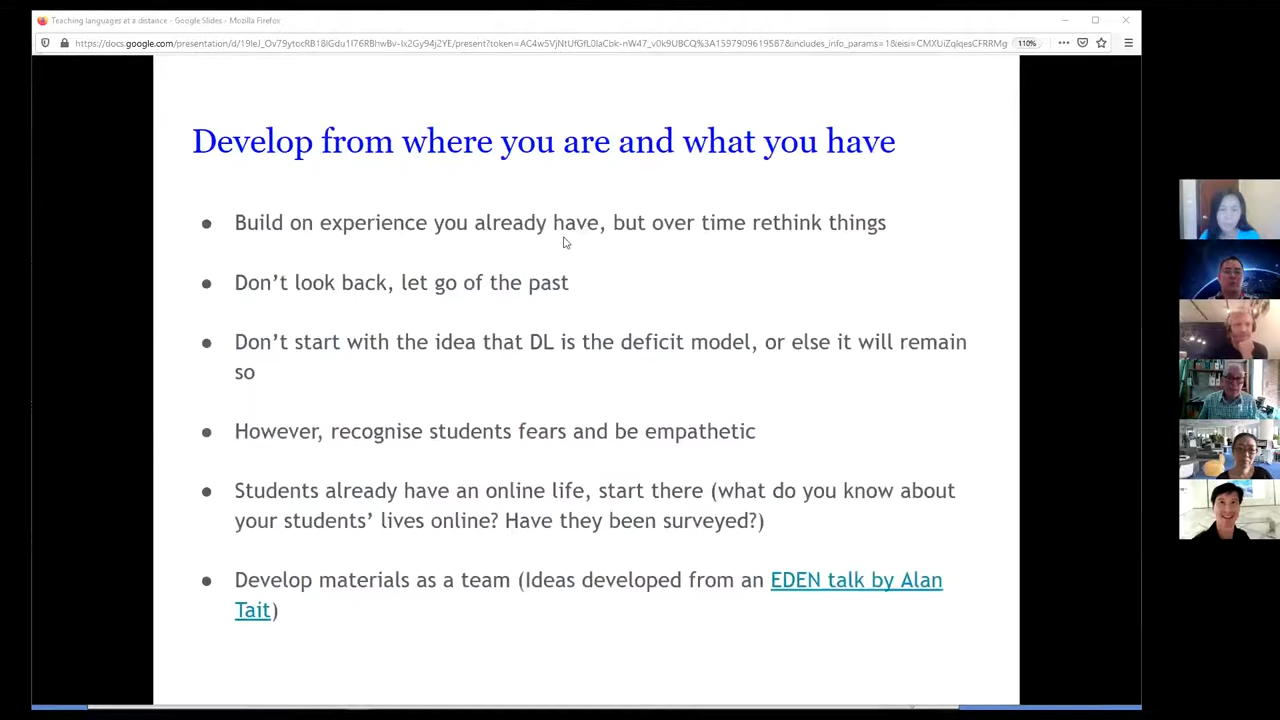 Teaching languages at a distance - Google Slides - Mozilla Firefox
110%
Develop from where you are and what you have
● Build on experience you already have, but over time rethink things
● Don't look back, let go of the past
● Don't start with the idea that DL is the deficit model, or else it will remain
so
● However, recognise students fears and be empathetic
● Students already have an online life, start there (what do you know about
your students' lives online? Have they been surveyed?)
● Develop materials as a team (Ideas developed from an EDEN talk by Alan
Tait)